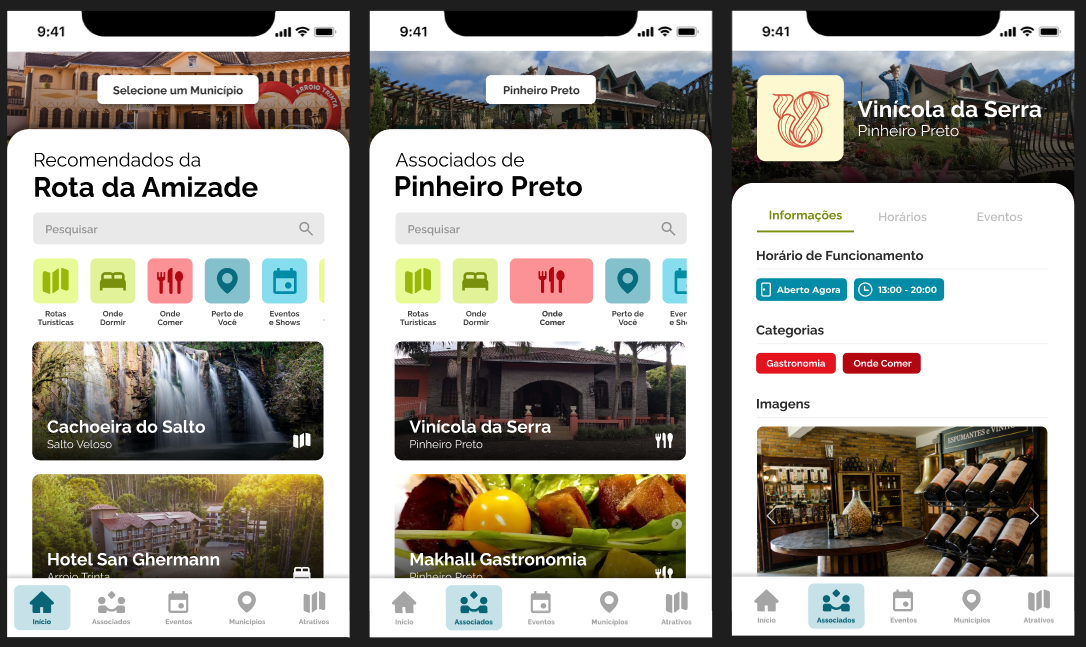 9:41
Selecione um Município
ARROIO TRINTA
Recomendados da
Rota da Amizade
Pesquisar
Rotas
Turísticas
Onde
Dormir
Onde
Comer
Perto de
Você
Eventos
e Shows
Cachoeira do Salto
Salto Veloso
Hotel San Ghermann
Arroio Trinta
Início
Associados
Eventos
Municípios
Atrativos
9:41
Pinheiro Preto
Associados de
Pinheiro Preto
Pesquisar
Rotas
Turísticas
Onde
Dormir
Onde
Comer
Perto de
Você
Ever
e Sh
Vinícola da Serra
Pinheiro Preto
Makhall Gastronomia
Pinheiro Preto
Início
Associados
Eventos
Municípios
Atrativos
9:41
Vinícola da Serra
Pinheiro Preto
Informações
Horários
Eventos
Horário de Funcionamento
Aberto Agora
13:00 - 20:00
Categorias
Gastronomia
Onde Comer
Imagens
ESPUMANTES e VINH
Início
Associados
Eventos
Municípios
Atrativos